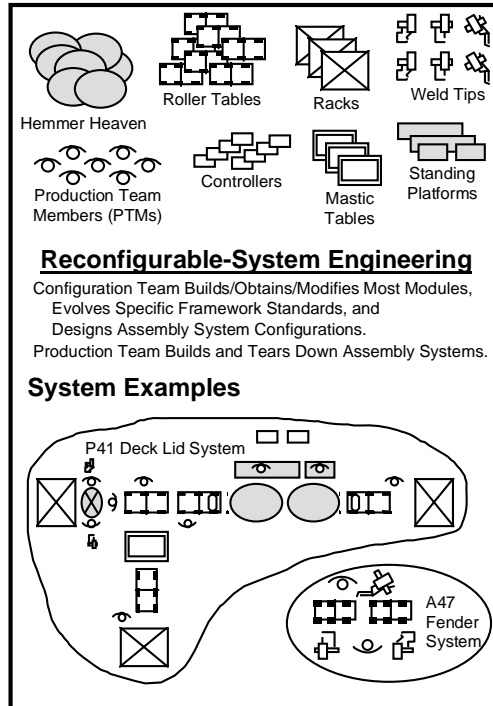 Hemmer Heaven
Roller Tables
Racks
Weld Tips
Production Team
Members (PTMs)
Controllers
Mastic
Tables
Standing
Platforms
Reconfigurable-System Engineering
Configuration Team Builds/Obtains/Modifies Most Modules,
Evolves Specific Framework Standards, and
Designs Assembly System Configurations.
Production Team Builds and Tears Down Assembly Systems.
System Examples
P41 Deck Lid System
A47
Fender
System